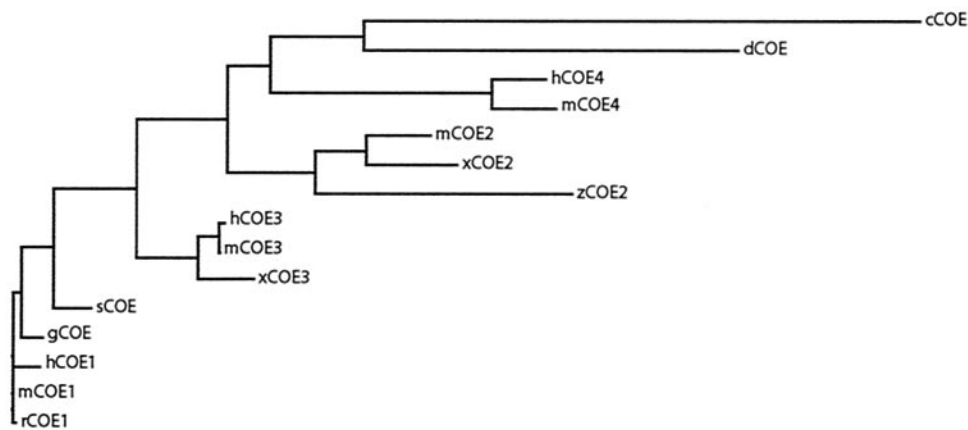 cCOE
dCOE
hCOE4
mCOE4
mCOE2
xCOE2
zCOE2
hCOE3
mCOE3
xCOE3
sCOE
gCOE
hCOE1
mCOE1
rCOE1